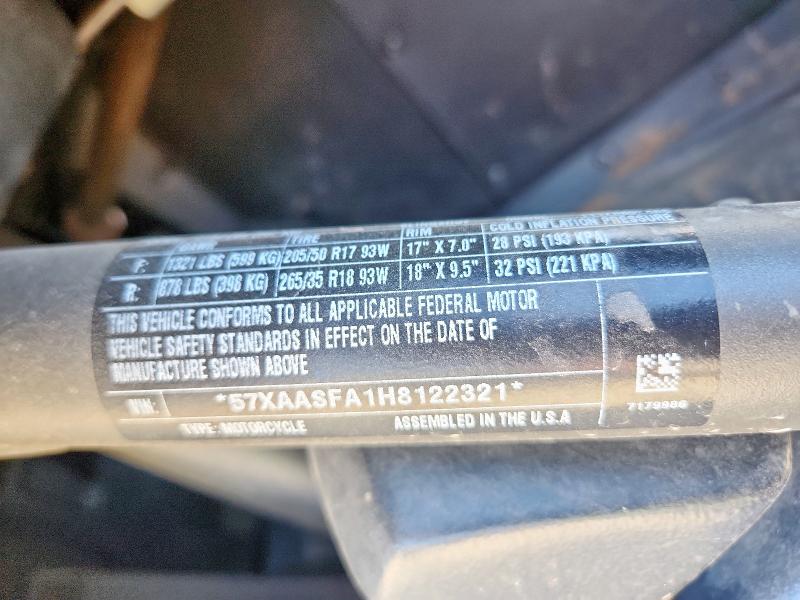 GAWR TIRE RIM COLD INFLATION PRESSURE
F: 1321 LBS (599 KG) 205/50 R17 93W 17" X 7.0" 28 PSI (193 KPA)
R: 878 LBS (398 KG) 265/35 R18 93W 18" X 9.5" 32 PSI (221 KPA)
THIS VEHICLE CONFORMS TO ALL APPLICABLE FEDERAL MOTOR
VEHICLE SAFETY STANDARDS IN EFFECT ON THE DATE OF
MANUFACTURE SHOWN ABOVE
VIN: *57XAASFA1H8122321*
7179986
TYPE: MOTORCYCLE ASSEMBLED IN THE U.S.A